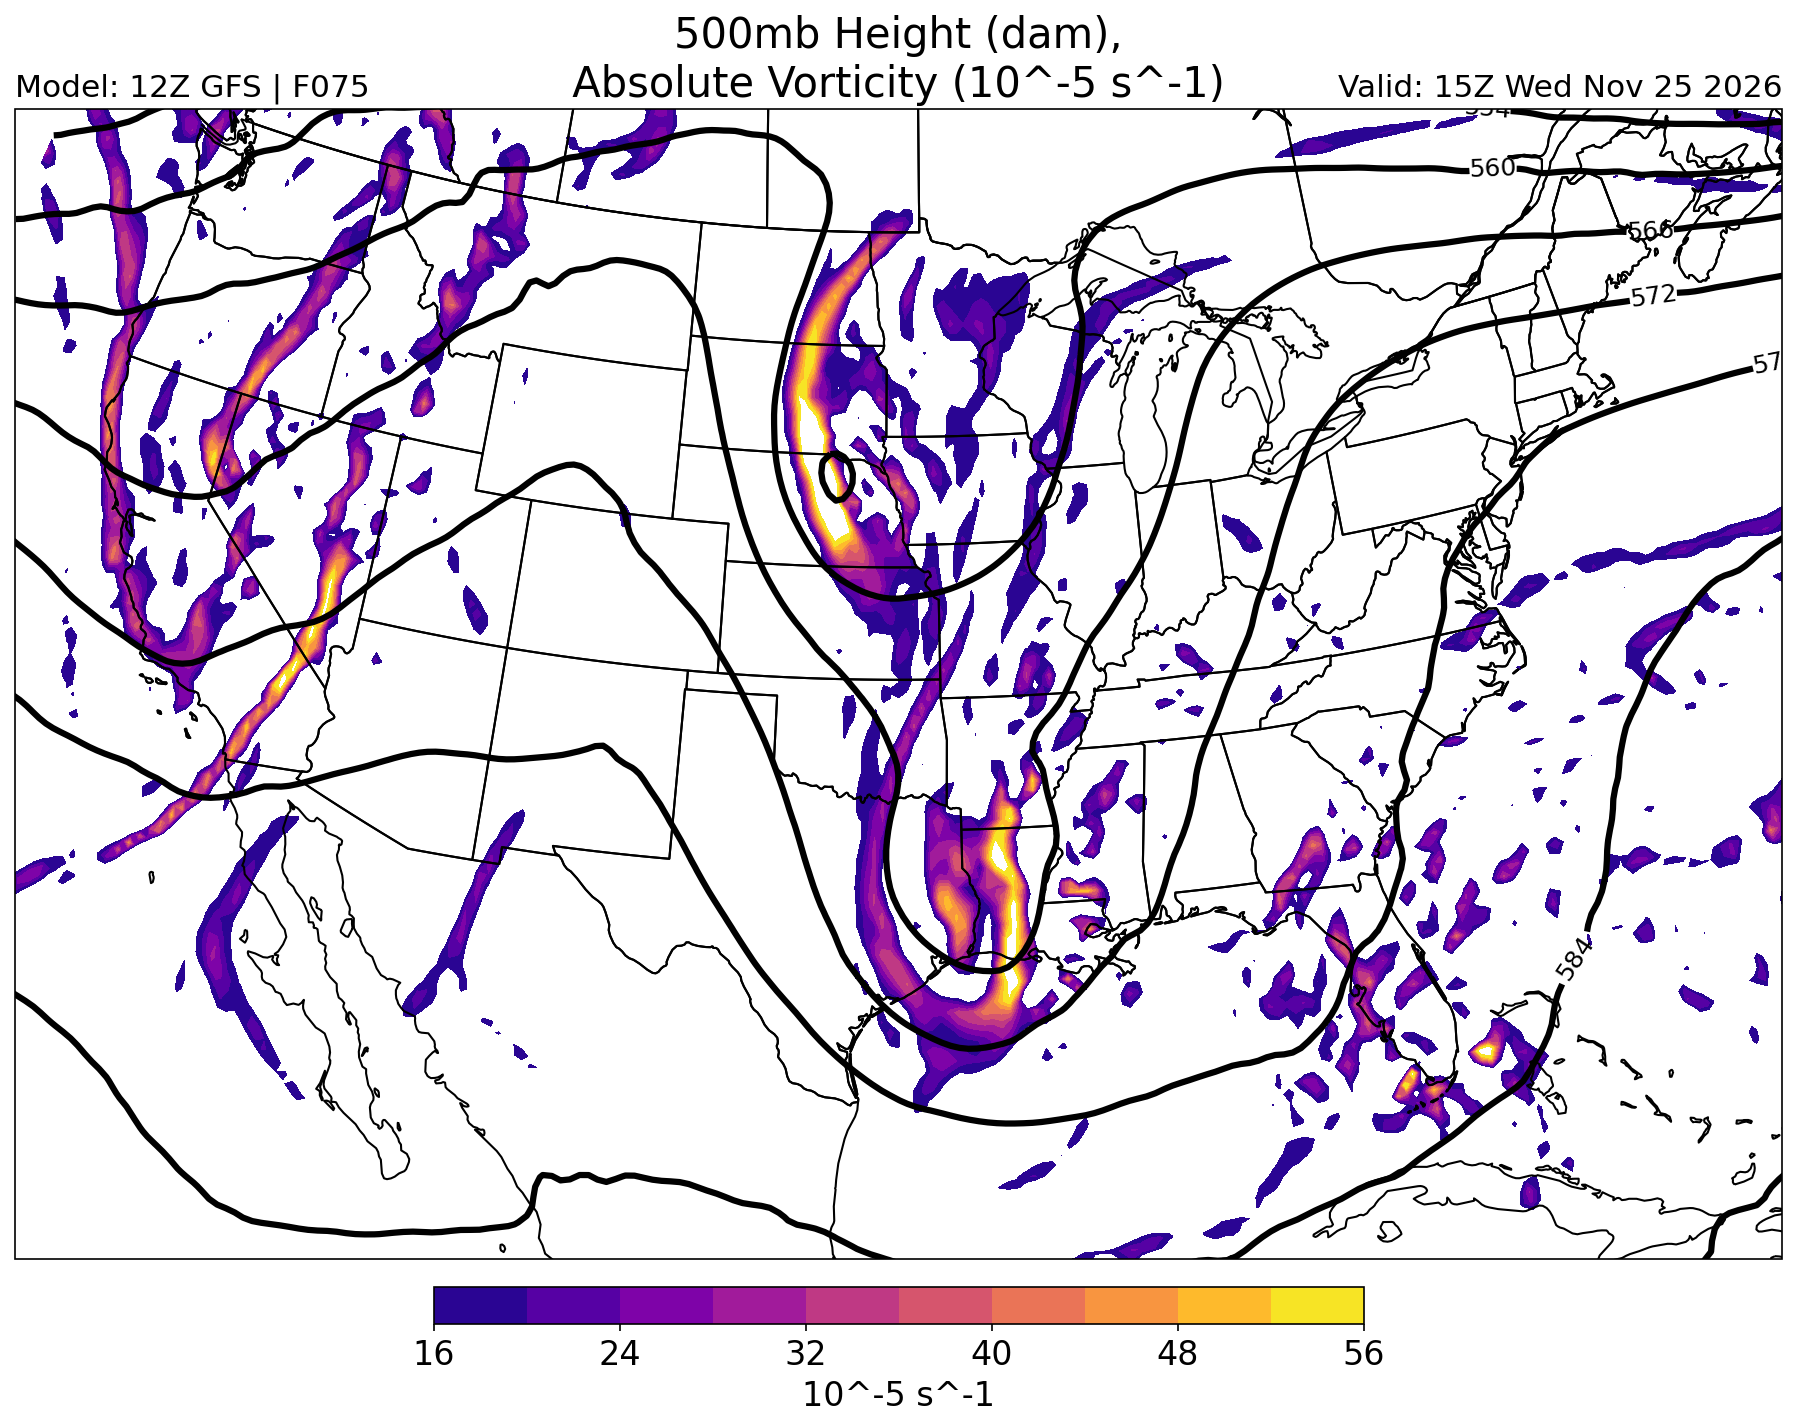 500mb Height (dam),
Model: 12Z GFS | F075
Absolute Vorticity (10^-5 s^-1)
Valid: 15Z Wed Nov 25 2026
560
566
572
57
584
16
24
32
40
48
56
10^-5 s^-1